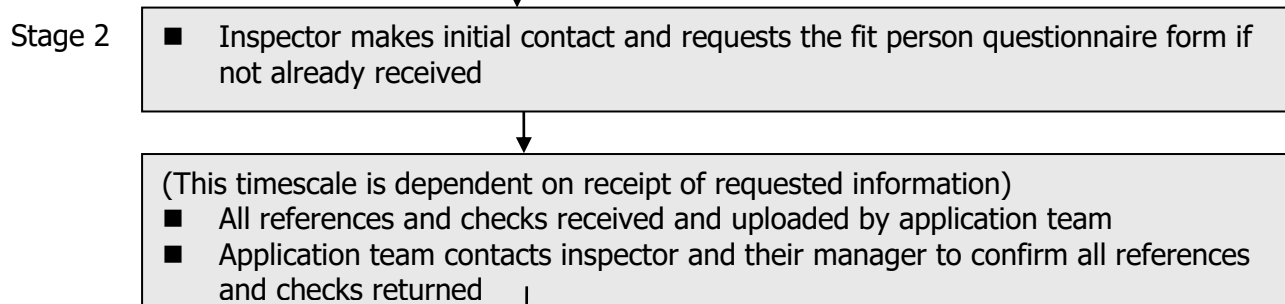 Stage 2
■ Inspector makes initial contact and requests the fit person questionnaire form if
not already received
(This timescale is dependent on receipt of requested information)
■ All references and checks received and uploaded by application team
■ Application team contacts inspector and their manager to confirm all references
and checks returned